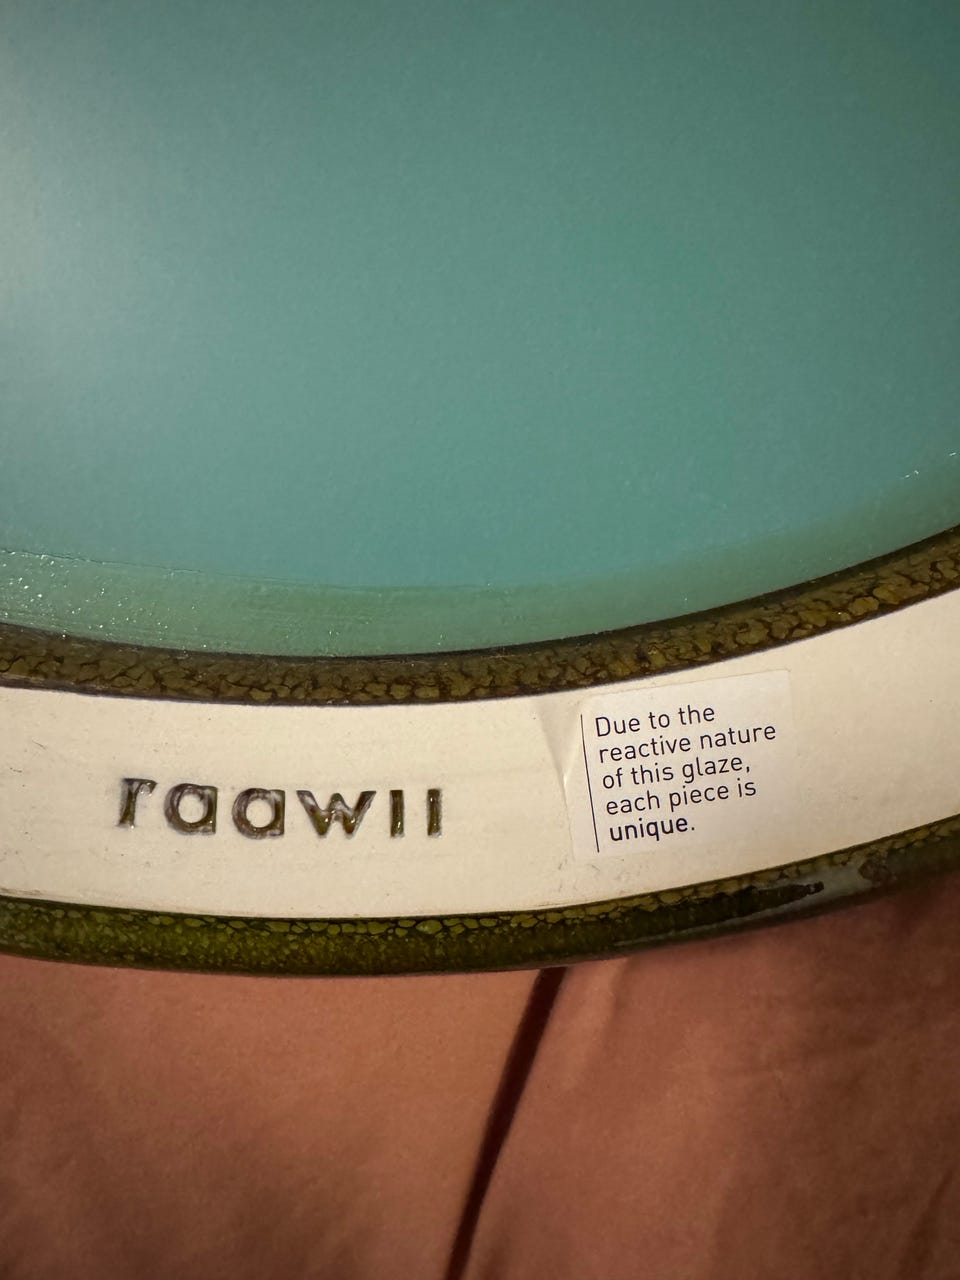 raawii
Due to the
reactive nature
of this glaze,
each piece is
unique.